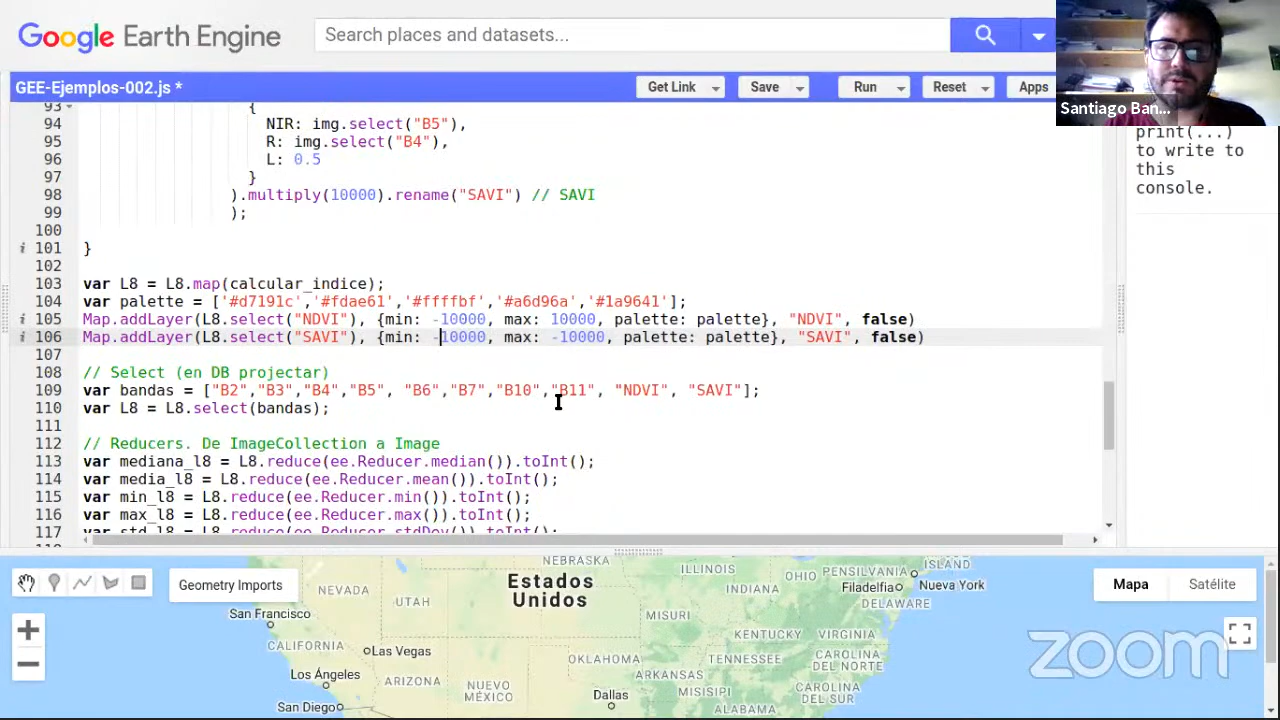 Google Earth Engine
Search places and datasets...
GEE-Ejemplos-002.js *
Get Link
Save
Run
Reset
Apps
Santiago Ban...
print(...)
to write to
this
console.
93
94 NIR: img.select("B5"),
95 R: img.select("B4"),
96 L: 0.5
97 }
98 ).multiply(10000).rename("SAVI") // SAVI
99 );
100
i 101 }
102
103 var L8 = L8.map(calcular_indice);
104 var palette = ['#d7191c','#fdae61','#ffffbf','#a6d96a','#1a9641'];
i 105 Map.addLayer(L8.select("NDVI"), {min: -10000, max: 10000, palette: palette}, "NDVI", false)
i 106 Map.addLayer(L8.select("SAVI"), {min: -10000, max: -10000, palette: palette}, "SAVI", false)
107
108 // Select (en DB projectar)
109 var bandas = ["B2","B3","B4","B5", "B6","B7","B10","B11", "NDVI", "SAVI"];
110 var L8 = L8.select(bandas);
111
112 // Reducers. De ImageCollection a Image
113 var mediana_l8 = L8.reduce(ee.Reducer.median()).toInt();
114 var media_l8 = L8.reduce(ee.Reducer.mean()).toInt();
115 var min_l8 = L8.reduce(ee.Reducer.min()).toInt();
116 var max_l8 = L8.reduce(ee.Reducer.max()).toInt();
117 var std_l8 = L8.reduce(ee.Reducer.stdDev()).toInt();
Geometry Imports
Mapa
Satélite
NEBRASKA
ILLINOIS
OHIO
PENSILVANIA
ISLAND
Nueva York
Filadelfia
NEVADA
UTAH
Estados
Unidos
INDIANA
DELAWARE
San Francisco
MISURI
KENTUCKY
VIRGINIA
CALIFORNIA
Las Vegas
TENNESSEE
CAROLINA
DEL NORTE
Los Ángeles
ARIZONA
NUEVO
MÉXICO
ARKANSAS
MISISIPI
CAROLINA
DEL SUR
San Diego
Dallas
ALABAMA
zoom